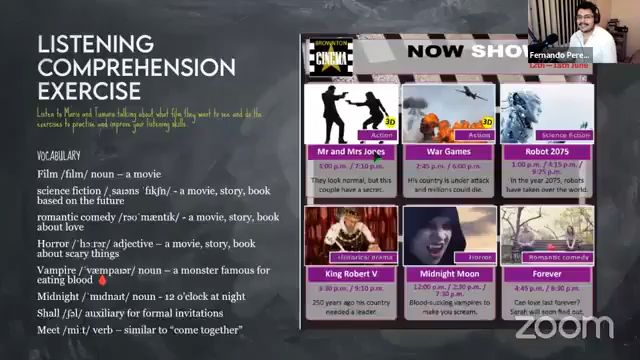 LISTENING
COMPREHENSION
EXERCISE
Listen to Mario and Tamara talking about what film they want to see and do the
exercises to practise and improve your listening skills.
VOCABULARY
Film /fɪlm/ noun – a movie
science fiction /ˌsaɪəns ˈfɪkʃn/ - a movie, story, book
based on the future
romantic comedy /rəʊˈmæntɪk/ - a movie, story, book
about love
Horror /ˈhɔːrər/ adjective – a movie, story, book
about scary things
Vampire /ˈvæmpaɪər/ noun – a monster famous for
eating blood
Midnight /ˈmɪdnaɪt/ noun - 12 o'clock at night
Shall /ʃəl/ auxiliary for formal invitations
Meet /miːt/ verb – similar to “come together”
BROWNTON
CINEMA
NOW SHOW
12th – 18th June
Fernando Pere...
3D
Action
Mr and Mrs Jones
7:10 p.m.
They look normal, but this
couple have a secret.
3D
Action
War Games
2:45 p.m. / 6:00 p.m.
His country is under attack
and millions could die.
Science fiction
Robot 2075
1:00 p.m. / 4:15 p.m. /
8:25 p.m.
In the year 2075, robots
have taken over the world.
Historical drama
King Robert V
9:10 p.m.
250 years ago his country
needed a leader.
Horror
Midnight Moon
12:00 p.m. / 2:30 p.m. /
7:30 p.m.
Blood-sucking vampires to
make you scream.
Romantic comedy
Forever
4:45 p.m. / 6:30 p.m.
Can love last forever?
Sarah will soon find out.
zoom